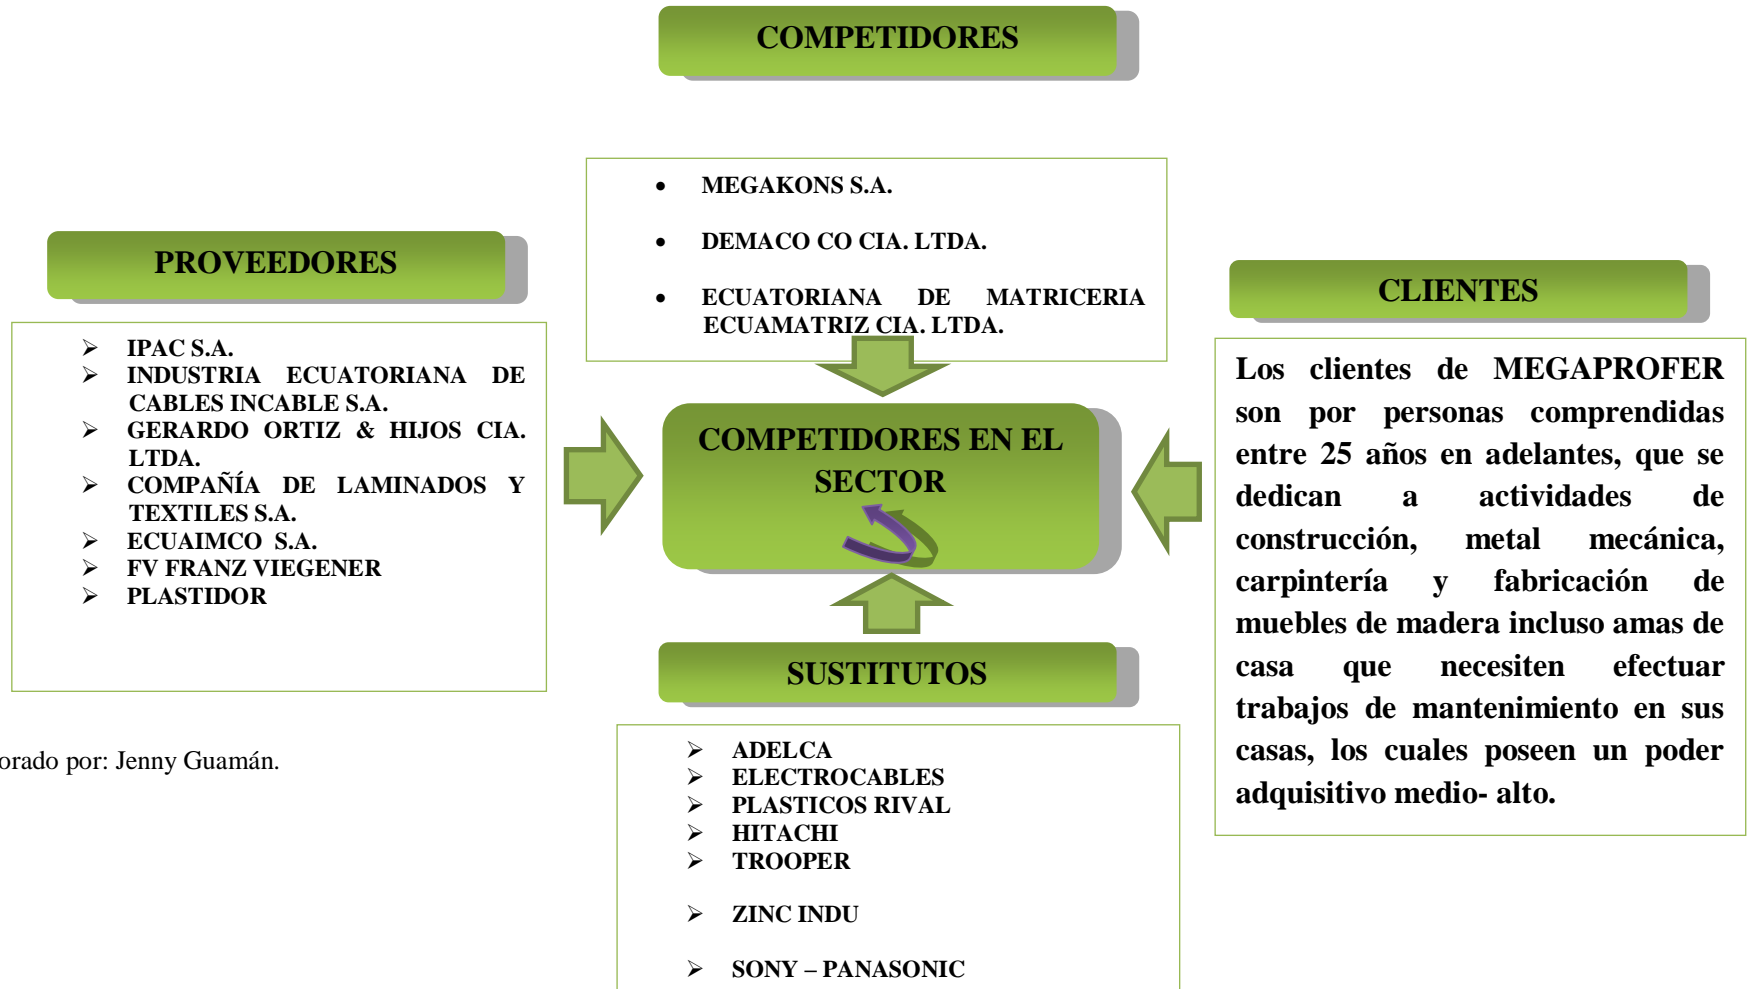 COMPETIDORES
• MEGAKONS S.A.
• DEMACO CO CIA. LTDA.
• ECUATORIANA DE MATRICERIA
ECUAMATRIZ CIA. LTDA.
PROVEEDORES
➢ IPAC S.A.
➢ INDUSTRIA ECUATORIANA DE
CABLES INCABLE S.A.
➢ GERARDO ORTIZ & HIJOS CIA.
LTDA.
➢ COMPAÑÍA DE LAMINADOS Y
TEXTILES S.A.
➢ ECUAIMCO S.A.
➢ FV FRANZ VIEGENER
➢ PLASTIDOR
COMPETIDORES EN EL
SECTOR
CLIENTES
Los clientes de MEGAPROFER
son por personas comprendidas
entre 25 años en adelantes, que se
dedican a actividades de
construcción, metal mecánica,
carpintería y fabricación de
muebles de madera incluso amas de
casa que necesiten efectuar
trabajos de mantenimiento en sus
casas, los cuales poseen un poder
adquisitivo medio- alto.
SUSTITUTOS
➢ ADELCA
➢ ELECTROCABLES
➢ PLASTICOS RIVAL
➢ HITACHI
➢ TROOPER
➢ ZINC INDU
➢ SONY – PANASONIC
orado por: Jenny Guamán.